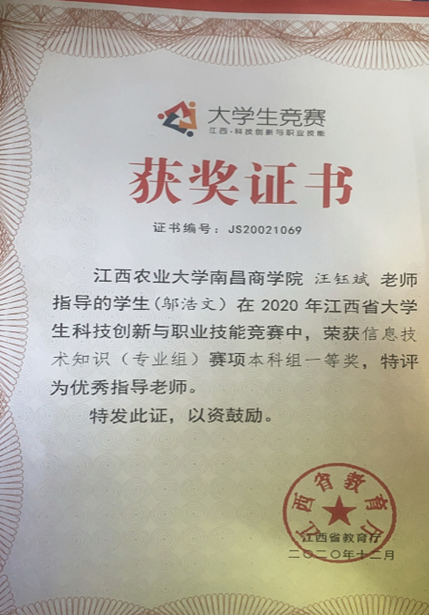 大学生竞赛
江西·科技创新与职业技能
获奖证书
证书编号：JS20021069
江西农业大学南昌商学院 汪钰斌 老师
指导的学生(邬浩文)在2020年江西省大学
生科技创新与职业技能竞赛中，荣获信息技
术知识（专业组）赛项本科组一等奖，特评
为优秀指导老师。
特发此证，以资鼓励。
江西省教育厅
江西省教育厅
二〇二〇年十二月